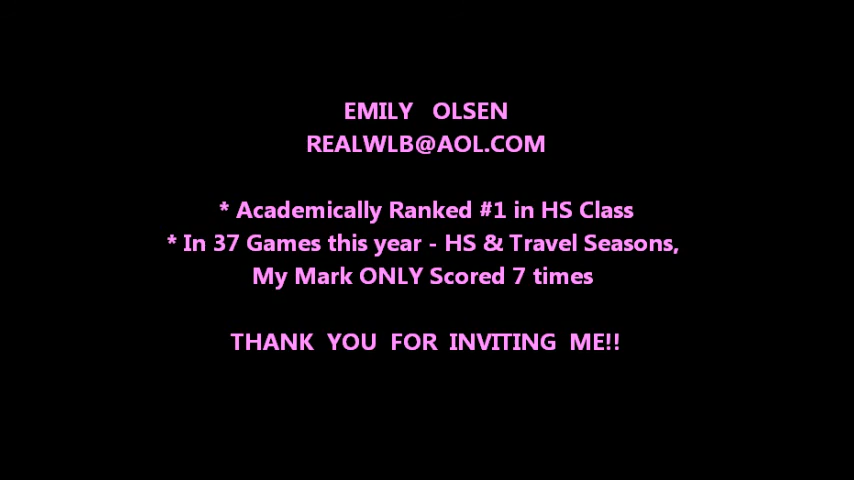 EMILY OLSEN
REALWLB@AOL.COM
* Academically Ranked #1 in HS Class
* In 37 Games this year - HS & Travel Seasons,
My Mark ONLY Scored 7 times
THANK YOU FOR INVITING ME!!